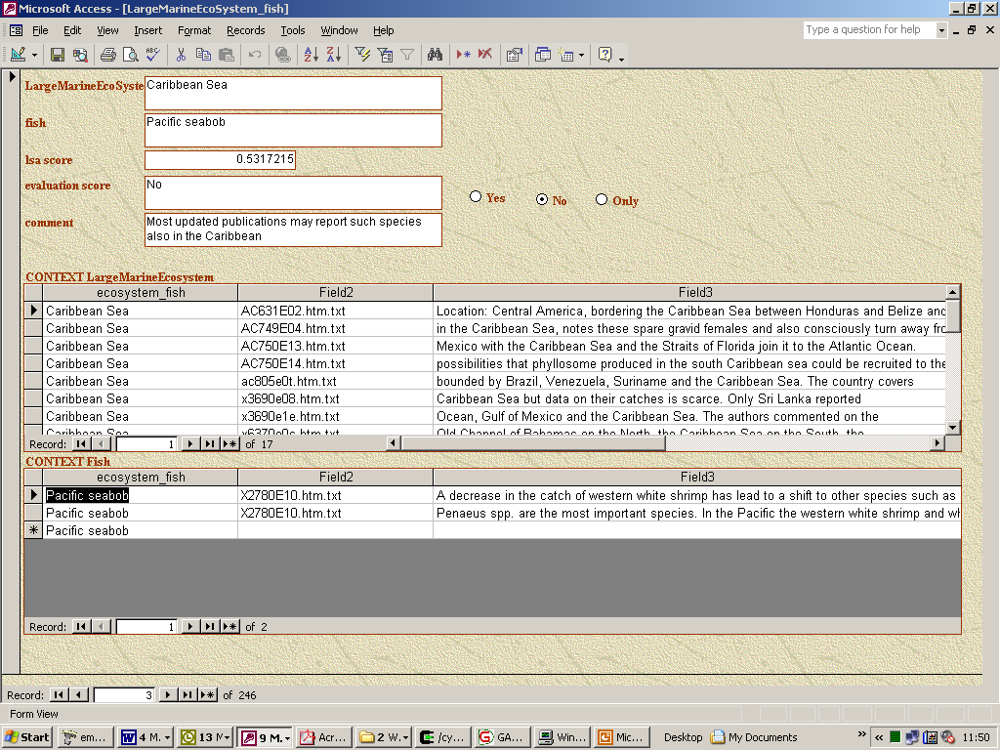 Microsoft Access - [LargeMarineEcoSystem_fish]
File Edit View Insert Format Records Tools Window Help
Type a question for help
LargeMarineEcoSyste
Caribbean Sea
fish
Pacific seabob
lsa score
0.5317215
evaluation score
No
Yes No Only
comment
Most updated publications may report such species
also in the Caribbean
CONTEXT LargeMarineEcosystem
ecosystem_fish Field2 Field3
Caribbean Sea AC631E02.htm.txt Location: Central America, bordering the Caribbean Sea between Honduras and Belize and
Caribbean Sea AC749E04.htm.txt in the Caribbean Sea, notes these spare gravid females and also consciously turn away fro
Caribbean Sea AC750E13.htm.txt Mexico with the Caribbean Sea and the Straits of Florida join it to the Atlantic Ocean.
Caribbean Sea AC750E14.htm.txt possibilities that phyllosome produced in the south Caribbean sea could be recruited to the
Caribbean Sea ac805e0t.htm.txt bounded by Brazil, Venezuela, Suriname and the Caribbean Sea. The country covers
Caribbean Sea x3690e08.htm.txt Caribbean Sea but data on their catches is scarce. Only Sri Lanka reported
Caribbean Sea x3690e1e.htm.txt Ocean, Gulf of Mexico and the Caribbean Sea. The authors commented on the
Caribbean Sea x6370e0c.htm.txt Old Channel of Bahamas on the North, the Caribbean Sea on the South, the
Record: 1 of 17
CONTEXT Fish
ecosystem_fish Field2 Field3
Pacific seabob X2780E10.htm.txt A decrease in the catch of western white shrimp has lead to a shift to other species such as
Pacific seabob X2780E10.htm.txt Penaeus spp. are the most important species. In the Pacific the western white shrimp and wh
Pacific seabob
Record: 1 of 2
Record: 3 of 246
Form View
Start em... 4 M. 13 M 9 M. Acr... 2 W. /cy... GA... Win... Mic... Desktop My Documents 11:50